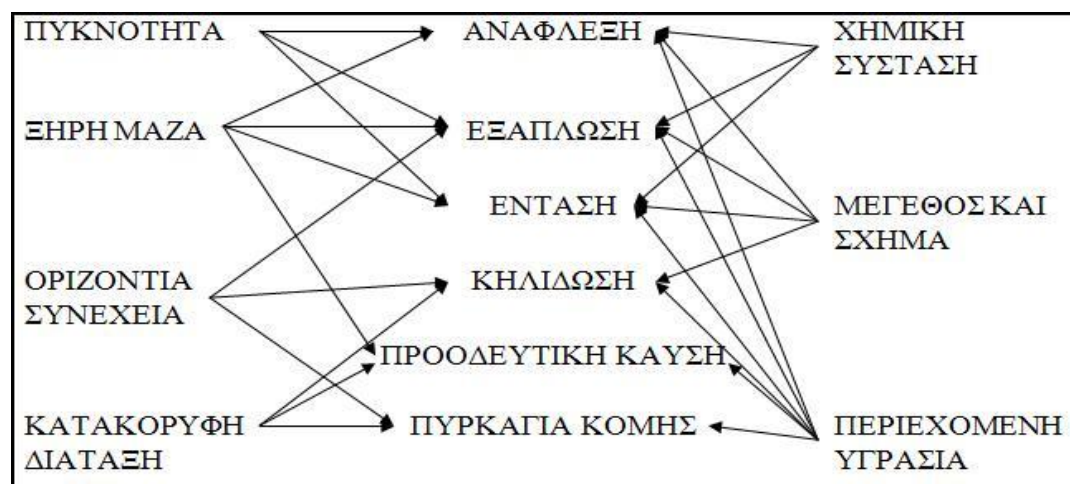 ΠΥΚΝΟΤΗΤΑ
ΑΝΑΦΛΕΞΗ
ΧΗΜΙΚΗ
ΣΥΣΤΑΣΗ
ΞΗΡΗ ΜΑΖΑ
ΕΞΑΠΛΩΣΗ
ΕΝΤΑΣΗ
ΜΕΓΕΘΟΣ ΚΑΙ
ΣΧΗΜΑ
ΟΡΙΖΟΝΤΙΑ
ΣΥΝΕΧΕΙΑ
ΚΗΛΙΔΩΣΗ
ΠΡΟΟΔΕΥΤΙΚΗ ΚΑΥΣΗ
ΚΑΤΑΚΟΡΥΦΗ
ΔΙΑΤΑΞΗ
ΠΥΡΚΑΓΙΑ ΚΟΜΗΣ
ΠΕΡΙΕΧΟΜΕΝΗ
ΥΓΡΑΣΙΑ